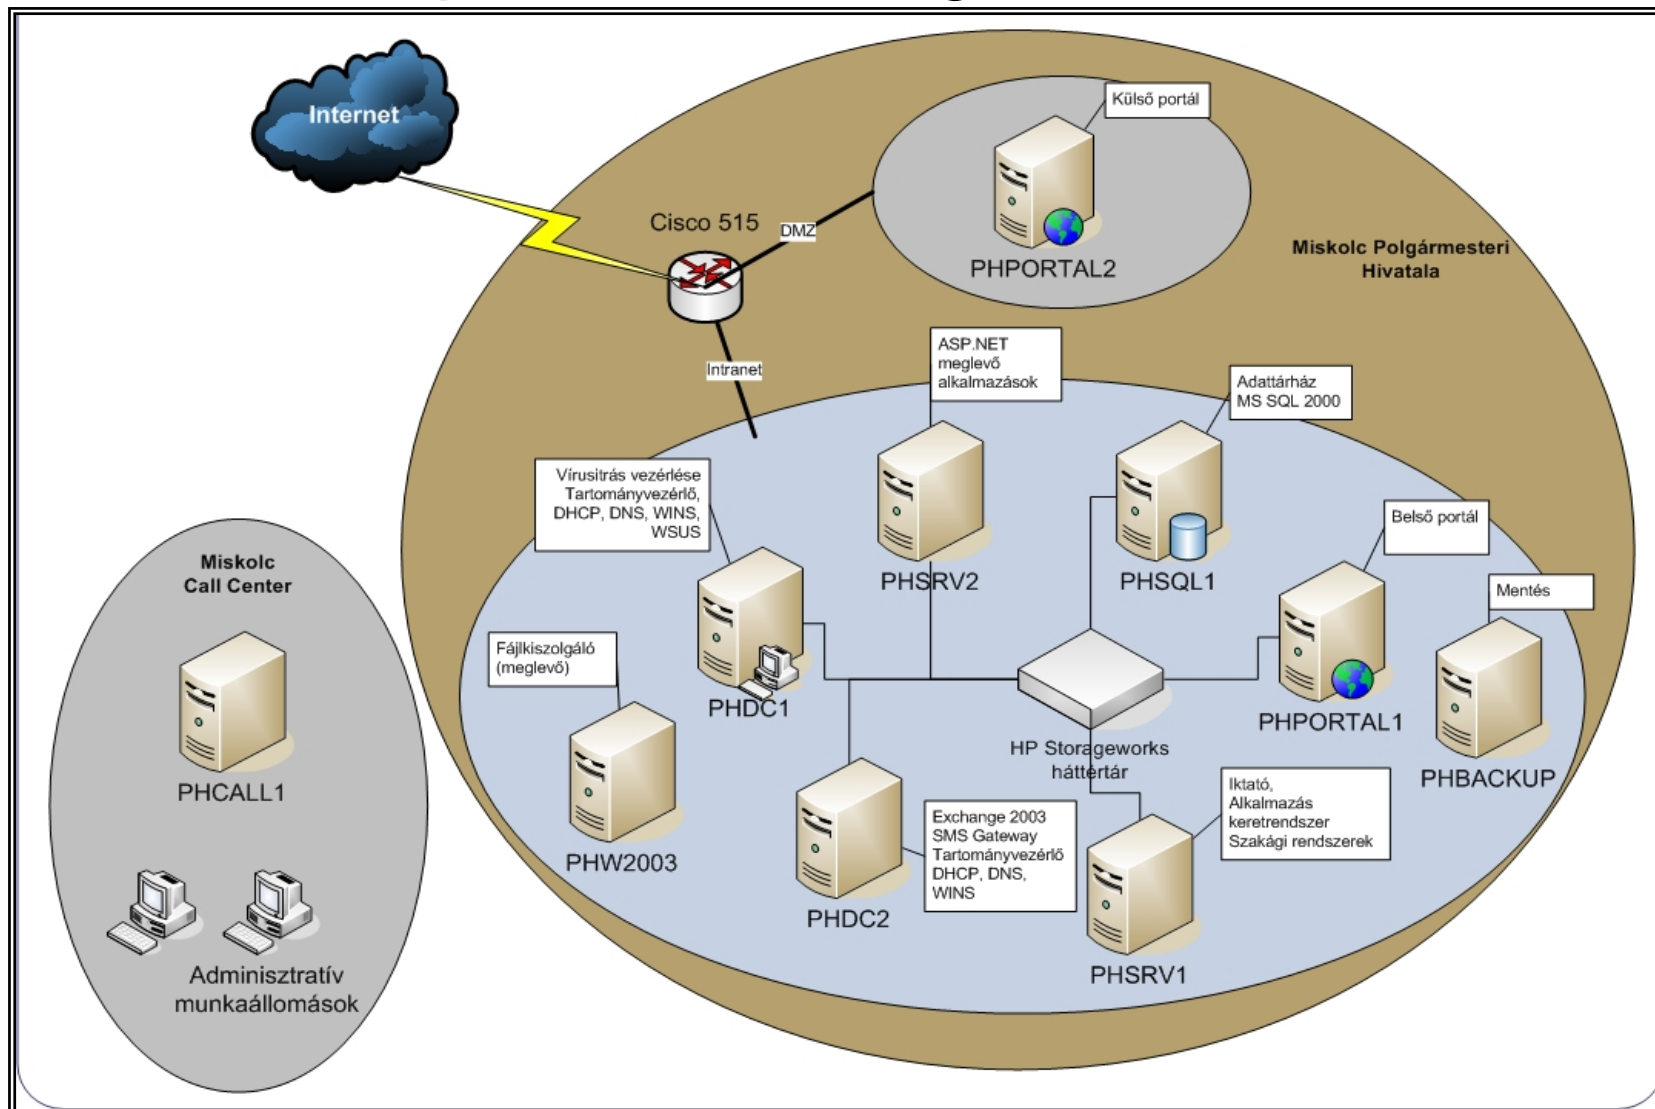 Internet
Külső portál
Cisco 515
DMZ
PHPORTAL2
Miskolc Polgármesteri
Hivatala
Intranet
ASP.NET
meglevő
alkalmazások
Adattárház
MS SQL 2000
Vírusitrás vezérlése
Tartományvezérlő,
DHCP, DNS, WINS,
WSUS
Belső portál
PHSRV2
PHSQL1
Miskolc
Call Center
Mentés
Fájlkiszolgáló
(meglevő)
PHDC1
PHPORTAL1
HP Storageworks
háttértár
PHBACKUP
PHCALL1
Iktató,
Alkalmazás
keretrendszer
Szakági rendszerek
Exchange 2003
SMS Gateway
Tartományvezérlő
DHCP, DNS,
WINS
PHW2003
PHDC2
PHSRV1
Adminisztratív
munkaállomások